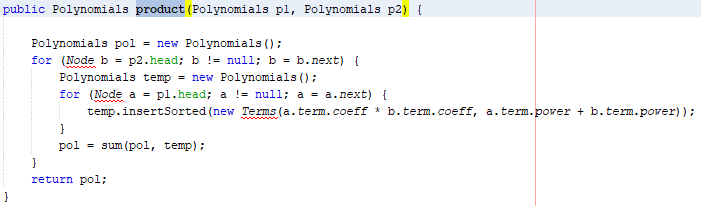 public Polynomials product(Polynomials p1, Polynomials p2) {
Polynomials pol = new Polynomials();
for (Node b = p2.head; b != null; b = b.next) {
Polynomials temp = new Polynomials();
for (Node a = p1.head; a != null; a = a.next) {
temp.insertSorted(new Terms(a.term.coeff * b.term.coeff, a.term.power + b.term.power));
}
pol = sum(pol, temp);
}
return pol;
}